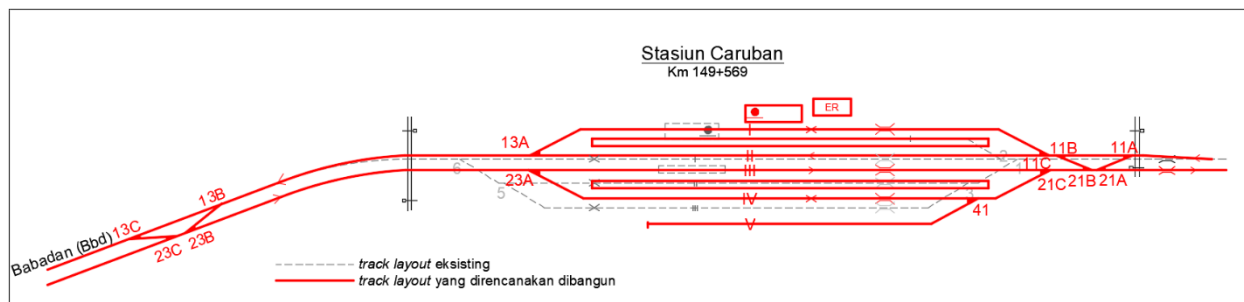 Stasiun Caruban
Km 149+569
ER
I
13A
II
11B
11A
2
6
III
11C
1
23A
21B
21A
21C
5
IV
3
13B
41
V
13C
23B
23C
Babadan (Bbd)
track layout eksisting
track layout yang direncanakan dibangun